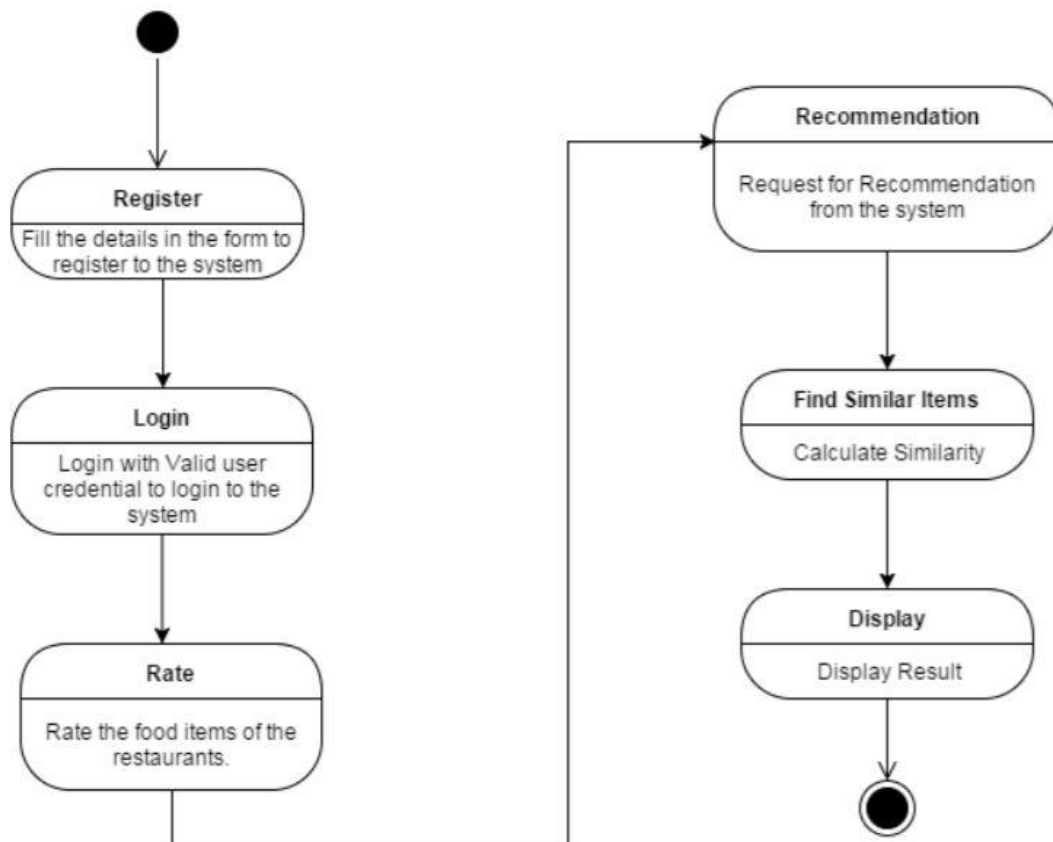 Register
Fill the details in the form to
register to the system
Login
Login with Valid user
credential to login to the
system
Rate
Rate the food items of the
restaurants.
Recommendation
Request for Recommendation
from the system
Find Similar Items
Calculate Similarity
Display
Display Result